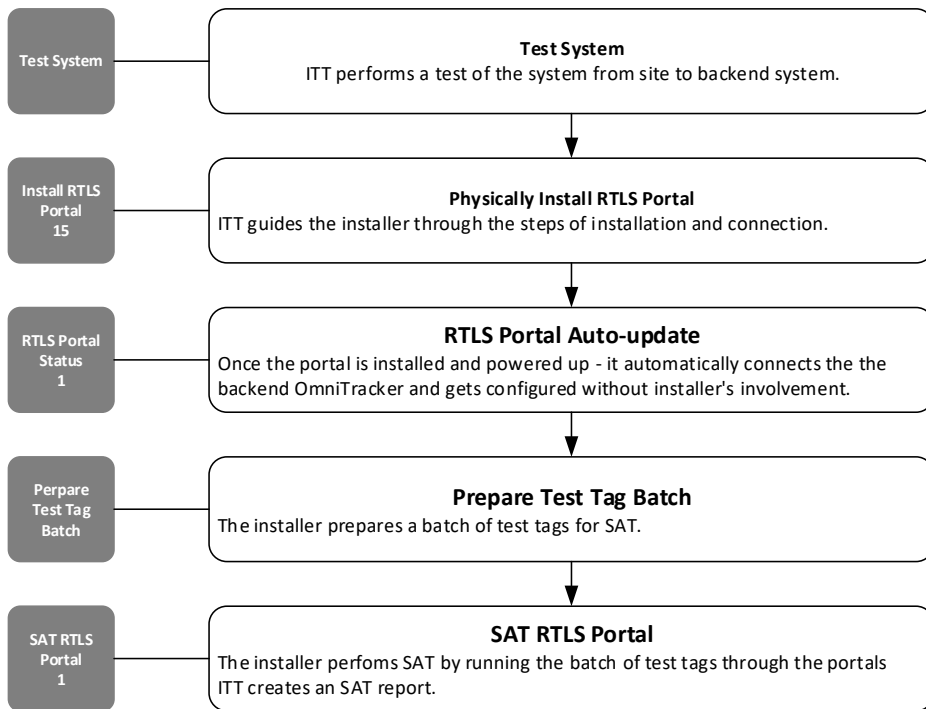 Test System
Test System
ITT performs a test of the system from site to backend system.
Install RTLS
Portal
15
Physically Install RTLS Portal
ITT guides the installer through the steps of installation and connection.
RTLS Portal
Status
1
RTLS Portal Auto-update
Once the portal is installed and powered up - it automatically connects the the
backend OmniTracker and gets configured without installer's involvement.
Perpare
Test Tag
Batch
Prepare Test Tag Batch
The installer prepares a batch of test tags for SAT.
SAT RTLS
Portal
1
SAT RTLS Portal
The installer perfoms SAT by running the batch of test tags through the portals
ITT creates an SAT report.